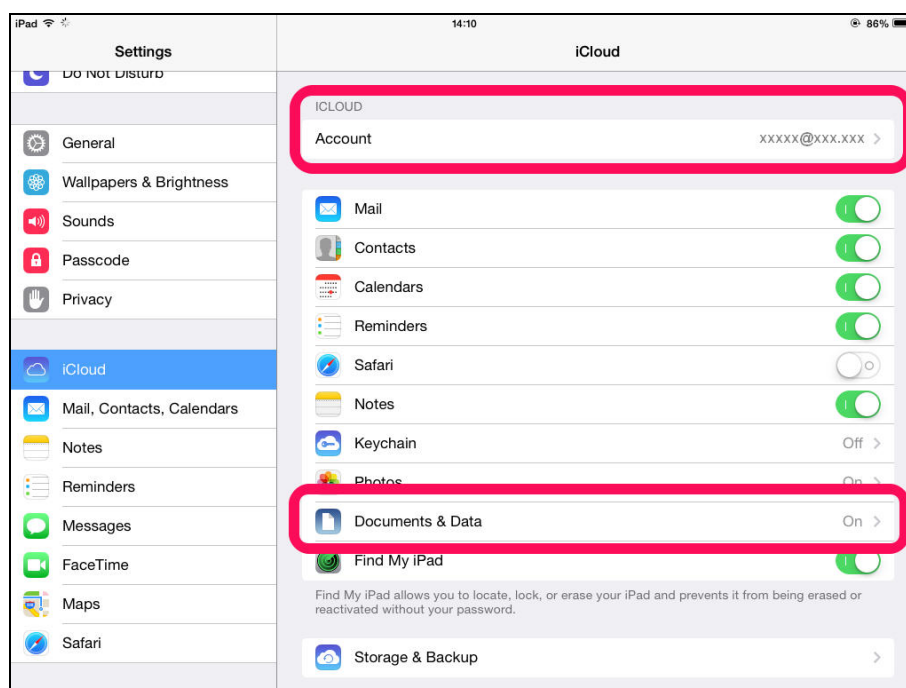 iPad 14:10 86%
Settings
Do Not Disturb
General
Wallpapers & Brightness
Sounds
Passcode
Privacy
iCloud
Mail, Contacts, Calendars
Notes
Reminders
Messages
FaceTime
Maps
Safari
iCloud
ICLOUD
Account xxxxx@xxx.xxx
Mail
Contacts
Calendars
Reminders
Safari
Notes
Keychain Off
Photos On
Documents & Data On
Find My iPad
Find My iPad allows you to locate, lock, or erase your iPad and prevents it from being erased or
reactivated without your password.
Storage & Backup